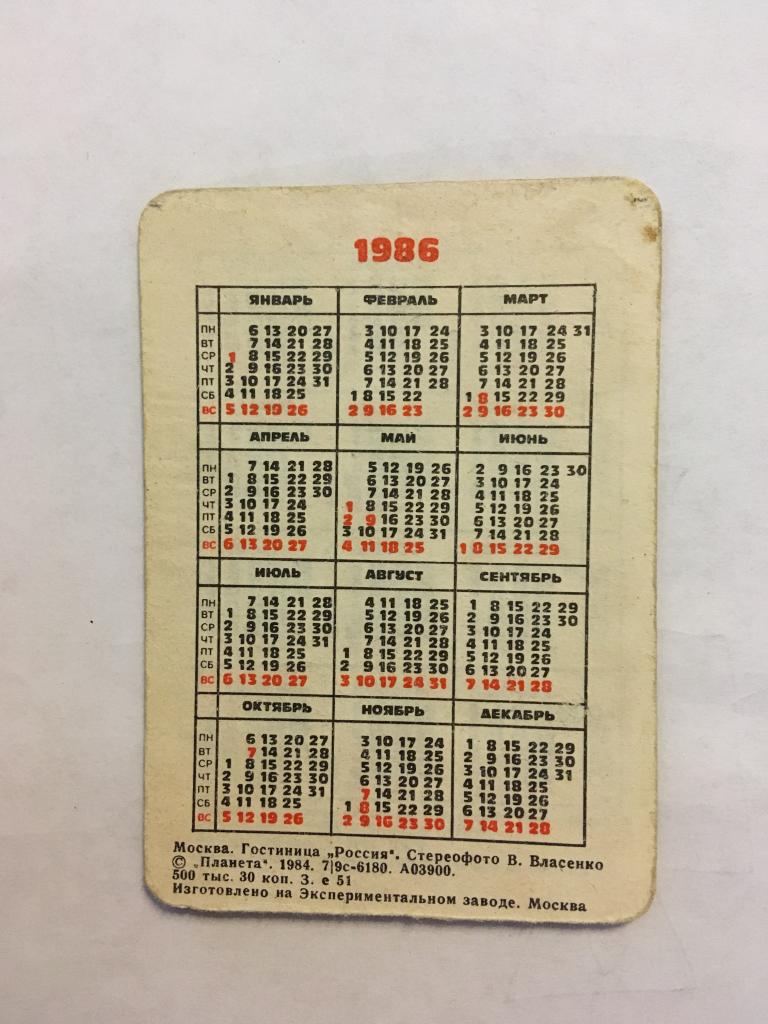 1986
ЯНВАРЬ ФЕВРАЛЬ МАРТ
ПН 6 13 20 27 3 10 17 24 3 10 17 24 31
ВТ 7 14 21 28 4 11 18 25 4 11 18 25
СР 1 8 15 22 29 5 12 19 26 5 12 19 26
ЧТ 2 9 16 23 30 6 13 20 27 6 13 20 27
ПТ 3 10 17 24 31 7 14 21 28 7 14 21 28
СБ 4 11 18 25 1 8 15 22 1 8 15 22 29
ВС 5 12 19 26 2 9 16 23 2 9 16 23 30
АПРЕЛЬ МАЙ ИЮНЬ
ПН 7 14 21 28 5 12 19 26 2 9 16 23 30
ВТ 1 8 15 22 29 6 13 20 27 3 10 17 24
СР 2 9 16 23 30 7 14 21 28 4 11 18 25
ЧТ 3 10 17 24 1 8 15 22 29 5 12 19 26
ПТ 4 11 18 25 2 9 16 23 30 6 13 20 27
СБ 5 12 19 26 3 10 17 24 31 7 14 21 28
ВС 6 13 20 27 4 11 18 25 1 8 15 22 29
ИЮЛЬ АВГУСТ СЕНТЯБРЬ
ПН 7 14 21 28 4 11 18 25 1 8 15 22 29
ВТ 1 8 15 22 29 5 12 19 26 2 9 16 23 30
СР 2 9 16 23 30 6 13 20 27 3 10 17 24
ЧТ 3 10 17 24 31 7 14 21 28 4 11 18 25
ПТ 4 11 18 25 1 8 15 22 29 5 12 19 26
СБ 5 12 19 26 2 9 16 23 30 6 13 20 27
ВС 6 13 20 27 3 10 17 24 31 7 14 21 28
ОКТЯБРЬ НОЯБРЬ ДЕКАБРЬ
ПН 6 13 20 27 3 10 17 24 1 8 15 22 29
ВТ 7 14 21 28 4 11 18 25 2 9 16 23 30
СР 1 8 15 22 29 5 12 19 26 3 10 17 24 31
ЧТ 2 9 16 23 30 6 13 20 27 4 11 18 25
ПТ 3 10 17 24 31 7 14 21 28 5 12 19 26
СБ 4 11 18 25 1 8 15 22 29 6 13 20 27
ВС 5 12 19 26 2 9 16 23 30 7 14 21 28
Москва. Гостиница „Россия“. Стереофото В. Власенко
© „Планета“. 1984. 7|9с-6180. А03900.
500 тыс. 30 коп. З. е 51
Изготовлено на Экспериментальном заводе. Москва